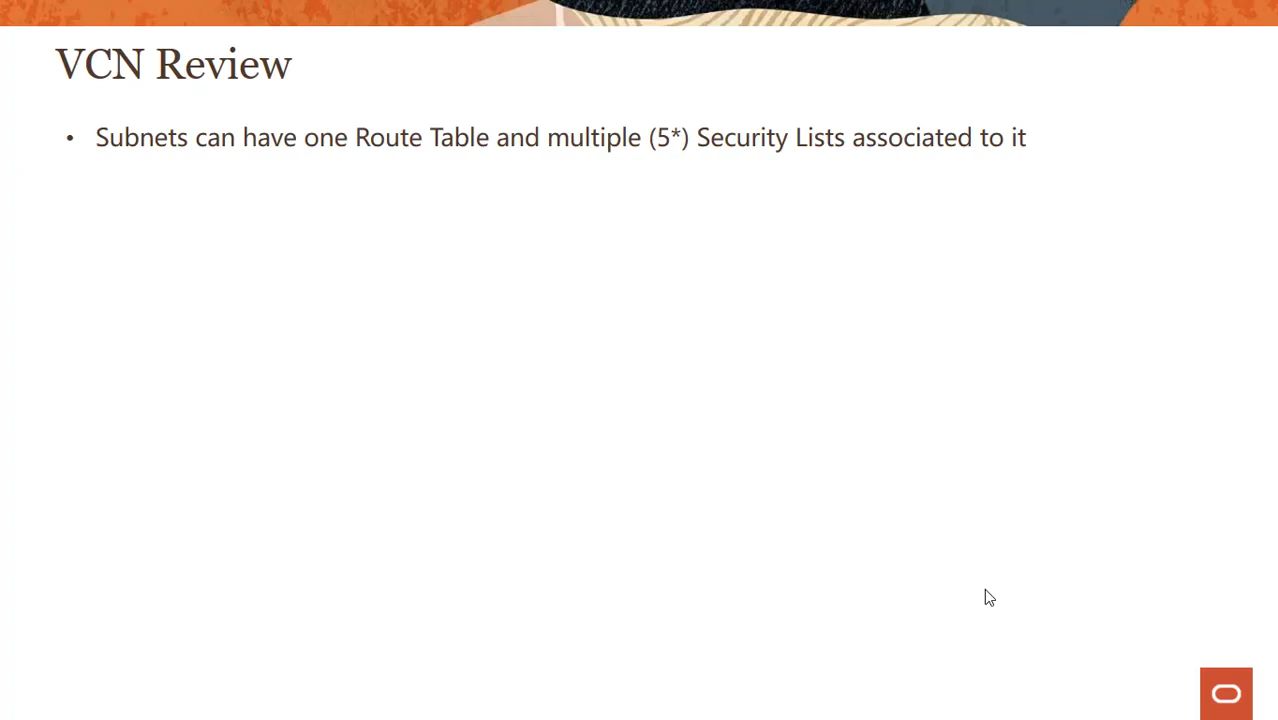 VCN Review
• Subnets can have one Route Table and multiple (5*) Security Lists associated to it